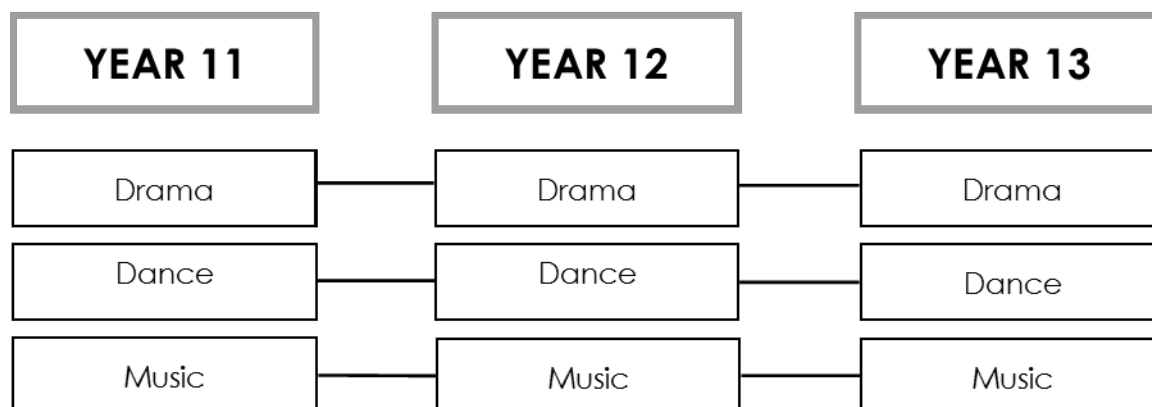 YEAR 11 YEAR 12 YEAR 13
Drama Drama Drama
Dance Dance Dance
Music Music Music